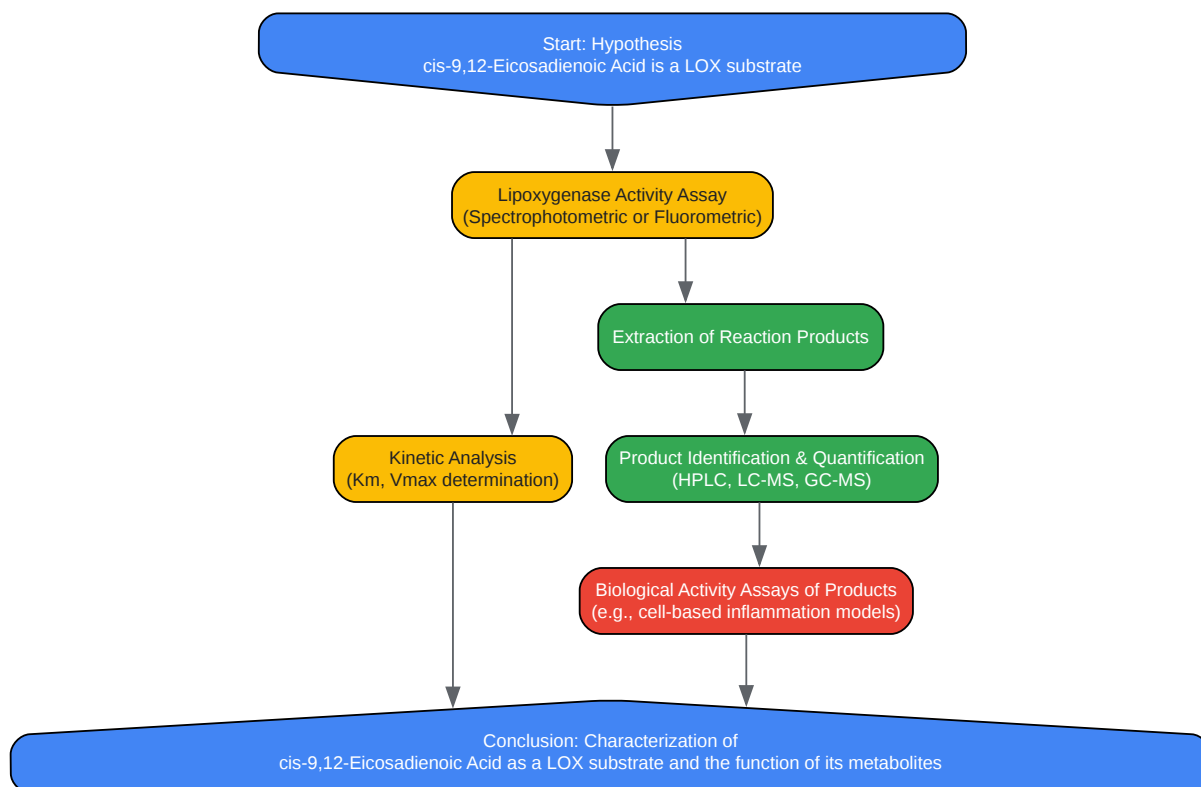 Start: Hypothesis
cis-9,12-Eicosadienoic Acid is a LOX substrate
Lipoxygenase Activity Assay
(Spectrophotometric or Fluorometric)
Extraction of Reaction Products
Kinetic Analysis
(Km, Vmax determination)
Product Identification & Quantification
(HPLC, LC-MS, GC-MS)
Biological Activity Assays of Products
(e.g., cell-based inflammation models)
Conclusion: Characterization of
cis-9,12-Eicosadienoic Acid as a LOX substrate and the function of its metabolites